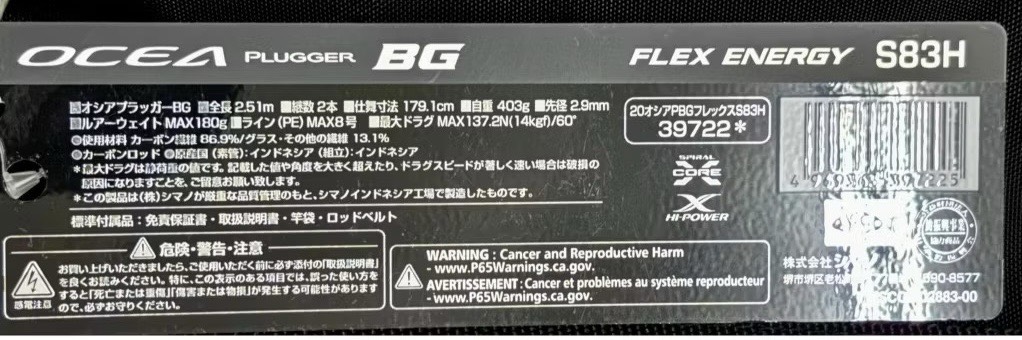 OCEA PLUGGER BG FLEX ENERGY S83H
■オシアプラッガーBG ■全長 2.51m ■継数 2本 ■仕舞寸法 179.1cm ■自重 403g ■先径 2.9mm
■ルアーウェイト MAX180g ■ライン (PE) MAX8号 ■最大ドラグ MAX137.2N(14kgf)/60°
◎使用材料 カーボン繊維 86.9%/グラス・その他の繊維 13.1%
◎カーボンロッド ◎原産国 (素管):インドネシア (組立):インドネシア
*最大ドラグは静荷重の値です。記載した値や角度を大きく超えたり、ドラグスピードが著しく速い場合は破損の
原因になりますことを、ご留意お願い致します。
*この製品は(株)シマノが厳重な品質管理のもと、シマノインドネシア工場で製造したものです。
標準付属品:免責保証書・取扱説明書・竿袋・ロッドベルト
20オシアPBGフレックスS83H
39722*
SPIRAL
X
CORE
X
HI-POWER
危険・警告・注意
お買い上げいただきましたら、ご使用いただく前に必ず添付の「取扱説明書」
を良くお読みください。特に、この表示のある項目では、誤った使い方を
すると「死亡または重傷」「傷害または物損」が発生する可能性があります
ので、必ずお守りください。
感電注意
WARNING : Cancer and Reproductive Harm
- www.P65Warnings.ca.gov.
AVERTISSEMENT : Cancer et problèmes au système reproducteur
- www.P65Warnings.ca.gov.
株式会社
堺市堺区老松
590-8577
2883-00